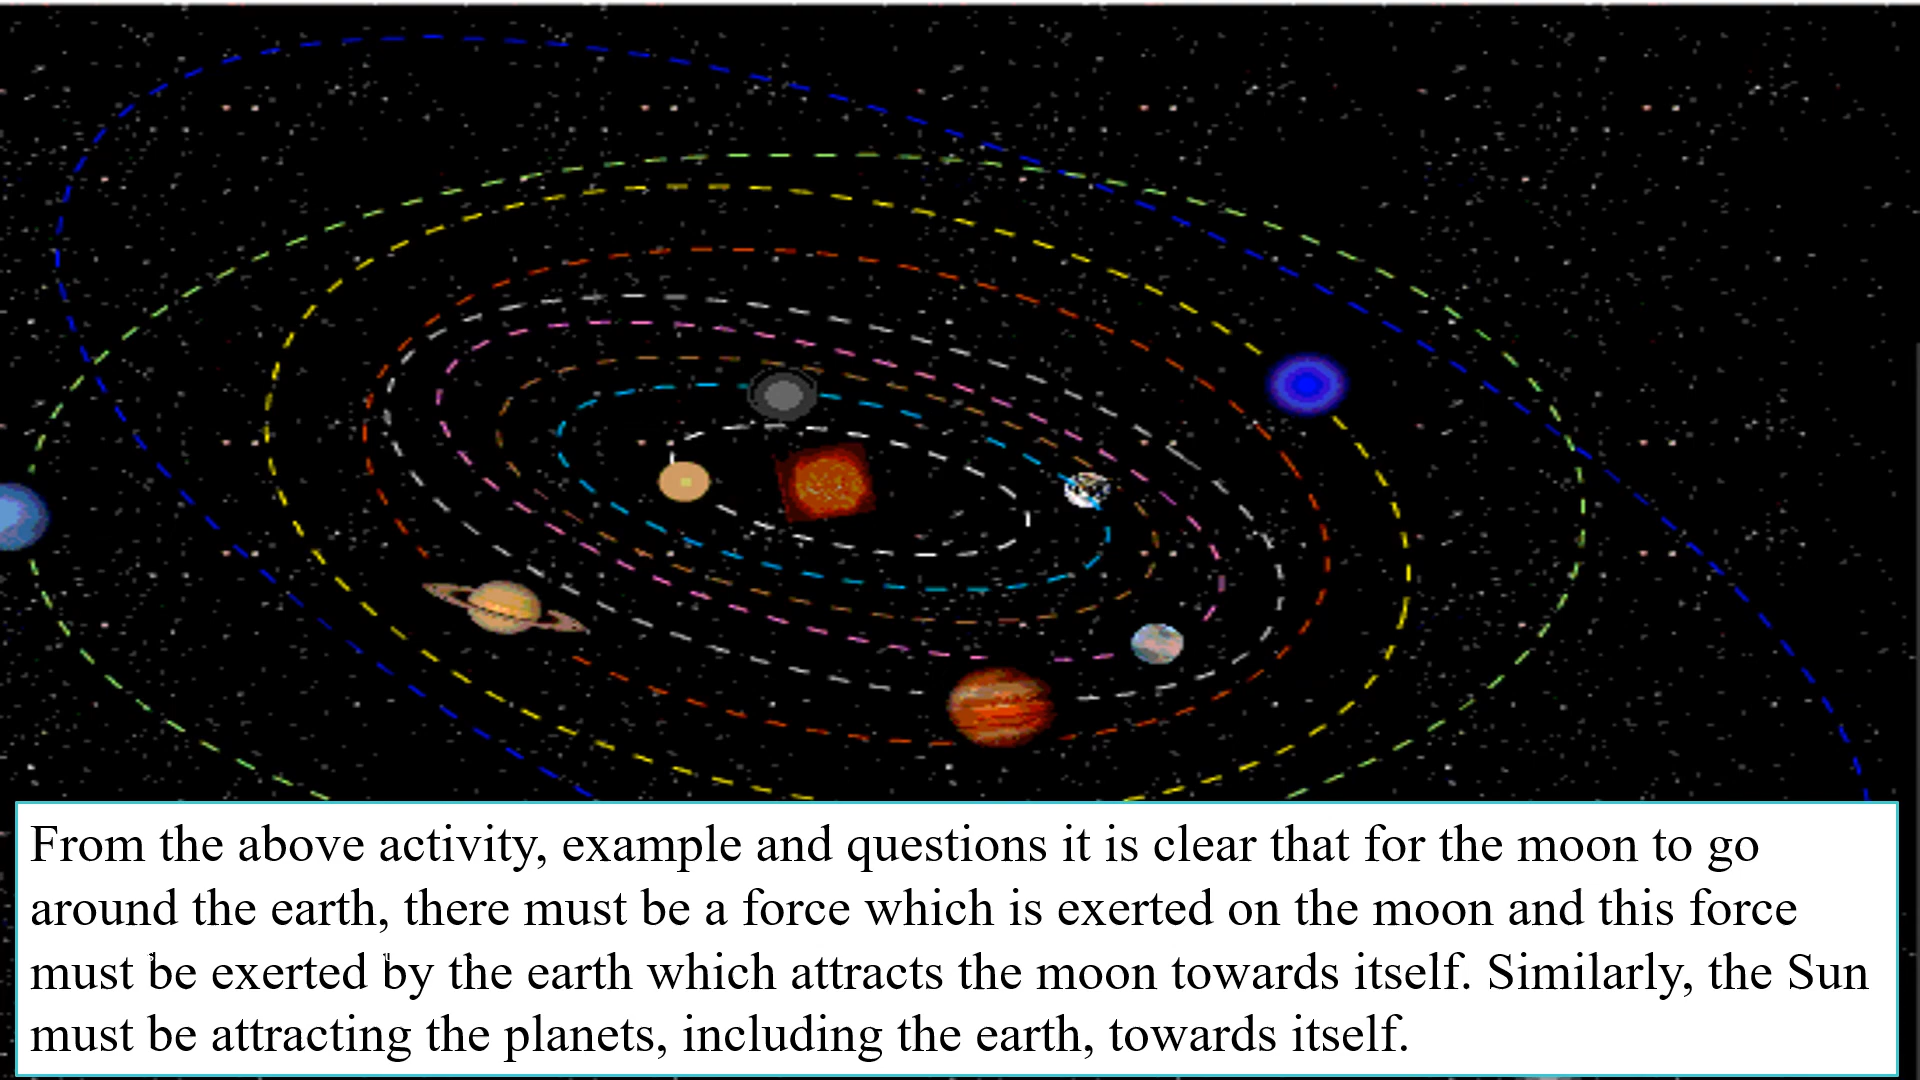 From the above activity, example and questions it is clear that for the moon to go
around the earth, there must be a force which is exerted on the moon and this force
must be exerted by the earth which attracts the moon towards itself. Similarly, the Sun
must be attracting the planets, including the earth, towards itself.